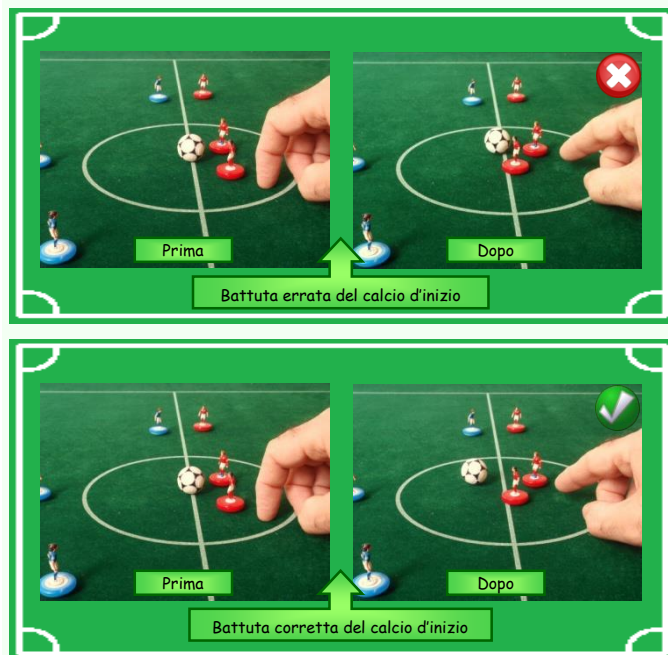 Prima
Dopo
Battuta errata del calcio d'inizio
Prima
Dopo
Battuta corretta del calcio d'inizio